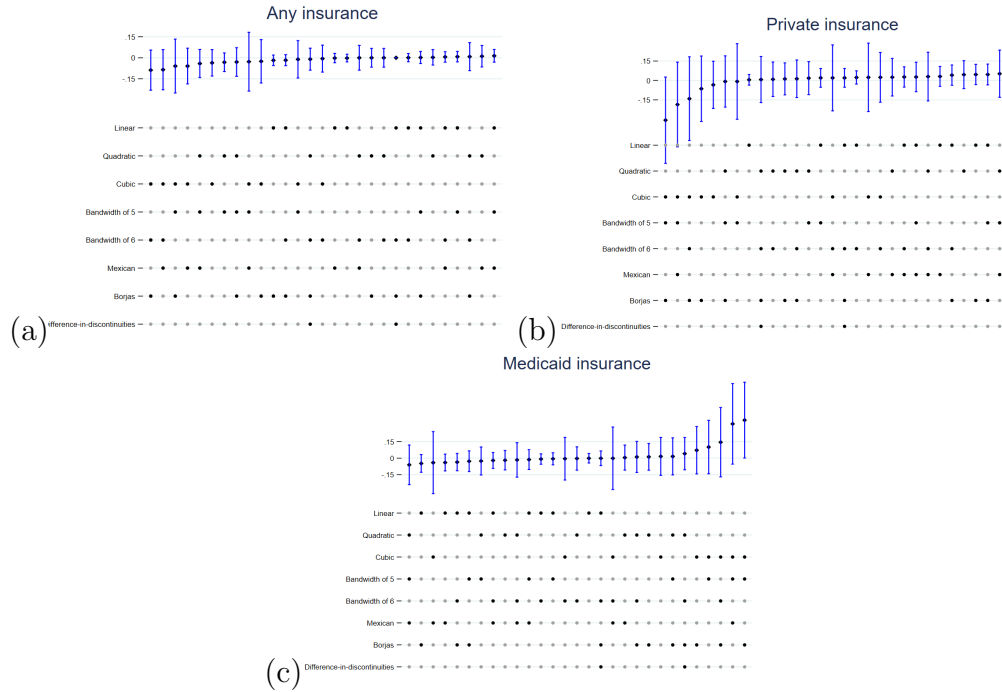 Any insurance
.15
0
-.15
Linear
Quadratic
Cubic
Bandwidth of 5
Bandwidth of 6
Mexican
Borjas
ifference-in-discontinuities
(a)
Private insurance
.15
0
-.15
Linear
Quadratic
Cubic
Bandwidth of 5
Bandwidth of 6
Mexican
Borjas
Difference-in-discontinuities
(b)
Medicaid insurance
.15
0
-.15
Linear
Quadratic
Cubic
Bandwidth of 5
Bandwidth of 6
Mexican
Borjas
Difference-in-discontinuities
(c)